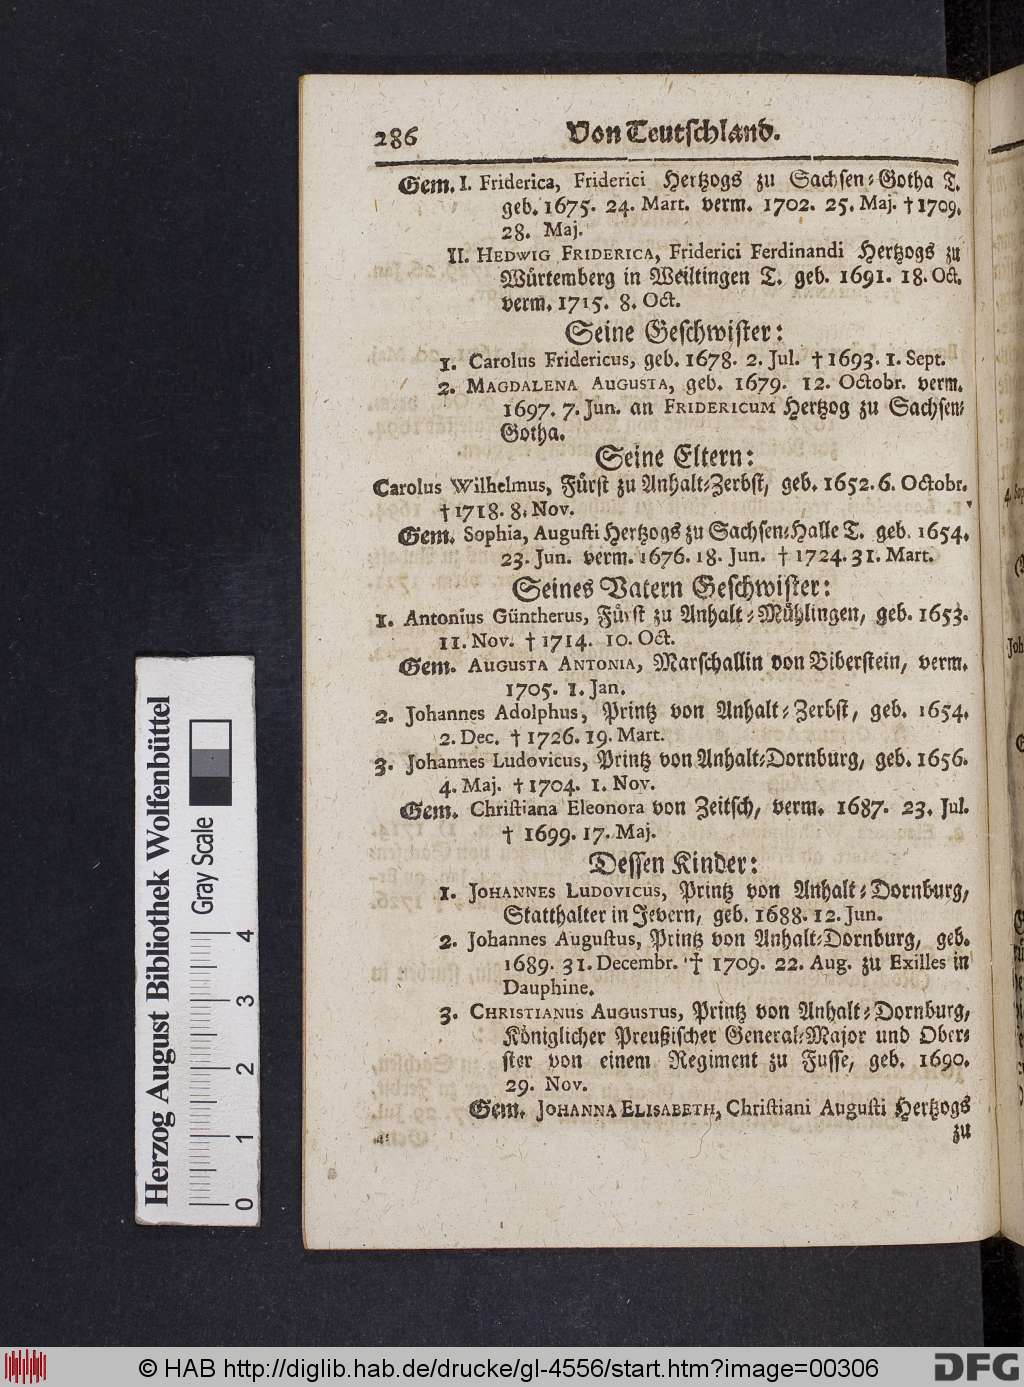 286 Von Teutschland.
Gem. I. Friderica, Friderici Hertzogs zu Sachsen-Gotha T.
geb. 1675. 24. Mart. verm. 1702. 25. Maj. † 1709.
28. Maj.
II. HEDWIG FRIDERICA, Friderici Ferdinandi Hertzogs zu
Würtemberg in Weiltingen T. geb. 1691. 18. Oct.
verm. 1715. 8. Oct.
Seine Geschwister:
1. Carolus Fridericus, geb. 1678. 2. Jul. † 1693. 1. Sept.
2. MAGDALENA AUGUSTA, geb. 1679. 12. Octobr. verm.
1697. 7. Jun. an FRIDERICUM Hertzog zu Sachsen-
Gotha.
Seine Eltern:
Carolus Wilhelmus, Fürst zu Anhalt-Zerbst, geb. 1652. 6. Octobr.
† 1718. 8. Nov.
Gem. Sophia, Augusti Hertzogs zu Sachsen-Halle T. geb. 1654.
23. Jun. verm. 1676. 18. Jun. † 1724. 31. Mart.
Seines Vatern Geschwister:
1. Antonius Güntherus, Fürst zu Anhalt-Mühlingen, geb. 1653.
11. Nov. † 1714. 10. Oct.
Gem. AUGUSTA ANTONIA, Marschallin von Biberstein, verm.
1705. 1. Jan.
2. Johannes Adolphus, Printz von Anhalt-Zerbst, geb. 1654.
2. Dec. † 1726. 19. Mart.
3. Johannes Ludovicus, Printz von Anhalt-Dornburg, geb. 1656.
4. Maj. † 1704. 1. Nov.
Gem. Christiana Eleonora von Zeitsch, verm. 1687. 23. Jul.
† 1699. 17. Maj.
Dessen Kinder:
1. JOHANNES LUDOVICUS, Printz von Anhalt-Dornburg,
Statthalter in Jevern, geb. 1688. 12. Jun.
2. Johannes Augustus, Printz von Anhalt-Dornburg, geb.
1689. 31. Decembr. † 1709. 22. Aug. zu Exilles in
Dauphine.
3. CHRISTIANUS AUGUSTUS, Printz von Anhalt-Dornburg,
Königlicher Preußischer General-Major und Ober-
ster von einem Regiment zu Fusse, geb. 1690.
29. Nov.
Gem. JOHANNA ELISABETH, Christiani Augusti Hertzogs
zu
Herzog August Bibliothek Wolfenbüttel
Gray Scale
0 1 2 3 4
© HAB http://diglib.hab.de/drucke/gl-4556/start.htm?image=00306
DFG